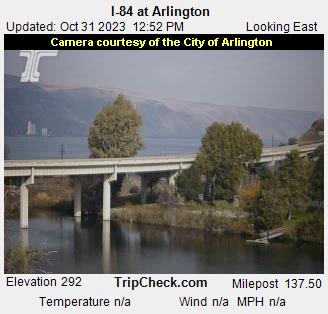 I-84 at Arlington
Updated: Oct 31 2023 12:52 PM Looking East
Camera courtesy of the City of Arlington
I-84
Elevation 292 TripCheck.com Milepost 137.50
Temperature n/a Wind n/a MPH n/a